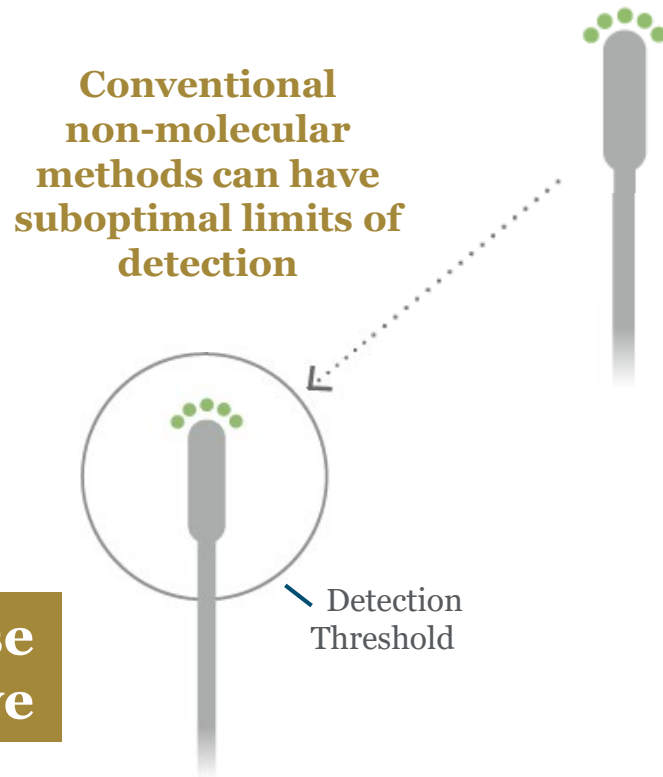 Conventional
non-molecular
methods can have
suboptimal limits of
detection
Detection
Threshold